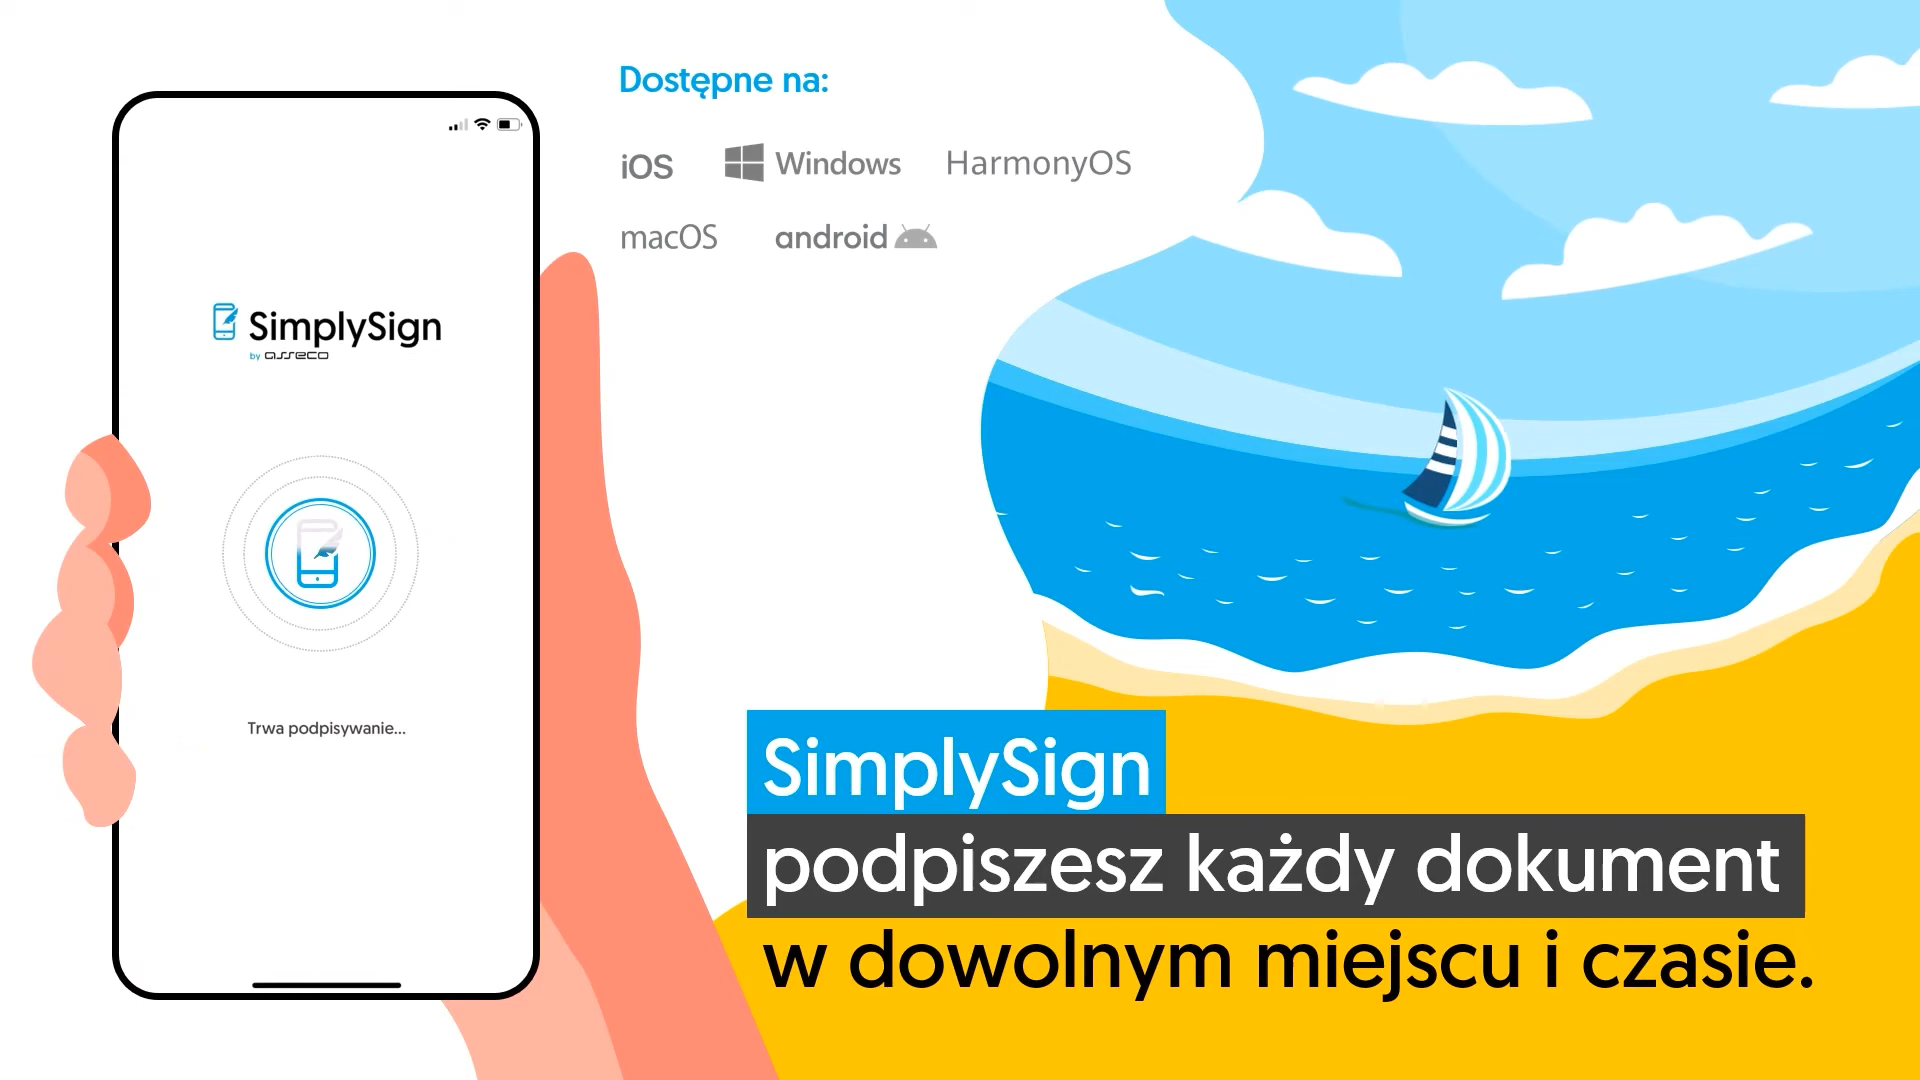 Dostępne na:
iOS Windows HarmonyOS
macOS android
SimplySign
by asseco
Trwa podpisywanie...
SimplySign
podpiszesz każdy dokument
w dowolnym miejscu i czasie.